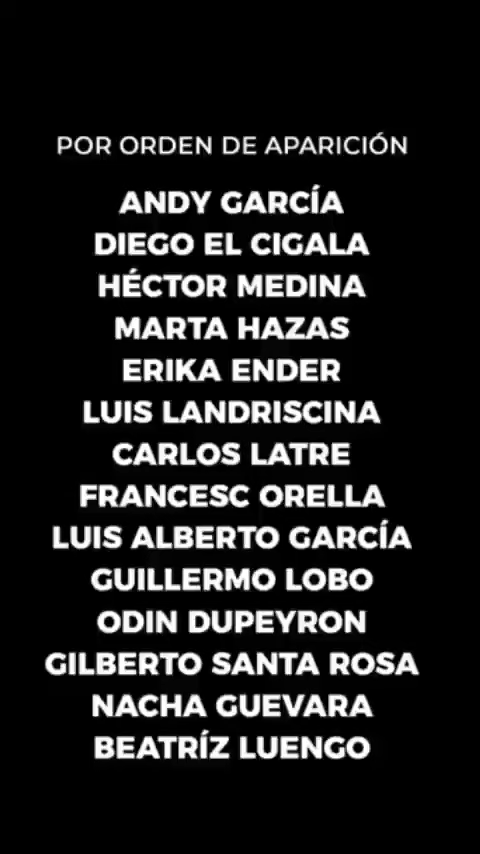 POR ORDEN DE APARICIÓN
ANDY GARCÍA
DIEGO EL CIGALA
HÉCTOR MEDINA
MARTA HAZAS
ERIKA ENDER
LUIS LANDRISCINA
CARLOS LATRE
FRANCESC ORELLA
LUIS ALBERTO GARCÍA
GUILLERMO LOBO
ODIN DUPEYRON
GILBERTO SANTA ROSA
NACHA GUEVARA
BEATRÍZ LUENGO